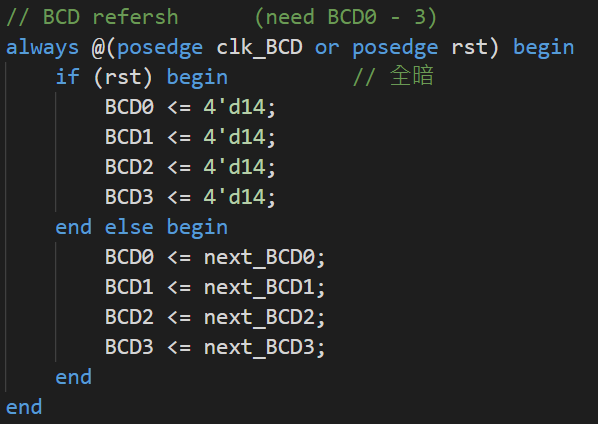 // BCD refersh      (need BCD0 - 3)
always @(posedge clk_BCD or posedge rst) begin
    if (rst) begin         // 全暗
        BCD0 <= 4'd14;
        BCD1 <= 4'd14;
        BCD2 <= 4'd14;
        BCD3 <= 4'd14;
    end else begin
        BCD0 <= next_BCD0;
        BCD1 <= next_BCD1;
        BCD2 <= next_BCD2;
        BCD3 <= next_BCD3;
    end
end